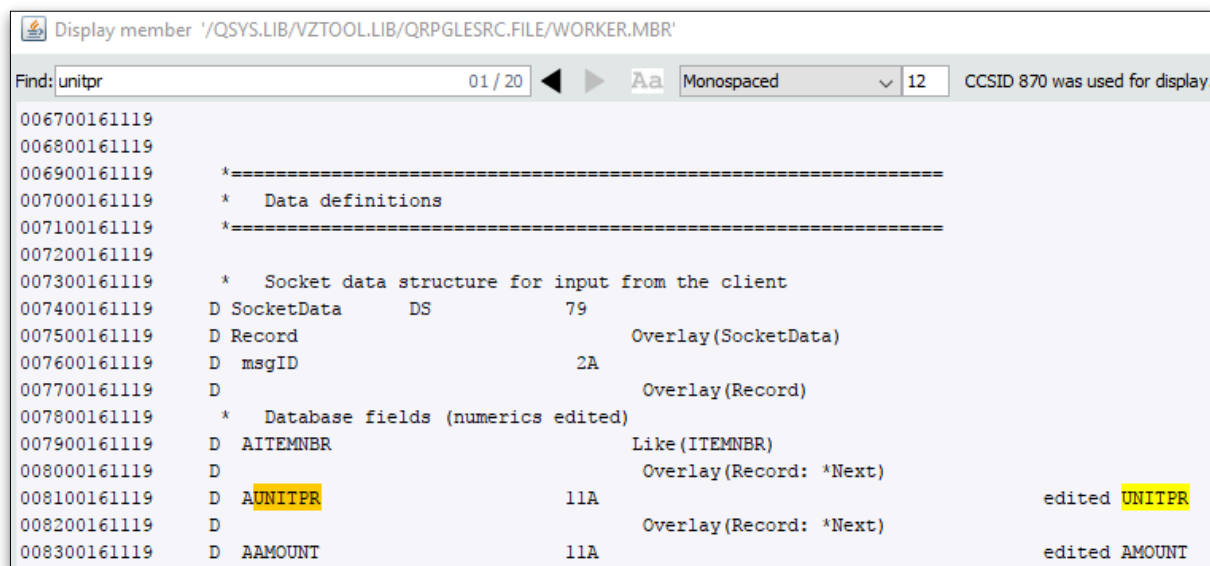 Display member '/QSYS.LIB/VZTOOL.LIB/QRPGLESRC.FILE/WORKER.MBR'
Find: unitpr 01 / 20 Aa Monospaced 12 CCSID 870 was used for display.
006700161119
006800161119
006900161119 *================================================================
007000161119 * Data definitions
007100161119 *================================================================
007200161119
007300161119 * Socket data structure for input from the client
007400161119 D SocketData DS 79
007500161119 D Record Overlay(SocketData)
007600161119 D msgID 2A
007700161119 D Overlay(Record)
007800161119 * Database fields (numerics edited)
007900161119 D AITEMNBR Like(ITEMNBR)
008000161119 D Overlay(Record: *Next)
008100161119 D AUNITPR 11A edited UNITPR
008200161119 D Overlay(Record: *Next)
008300161119 D AAMOUNT 11A edited AMOUNT